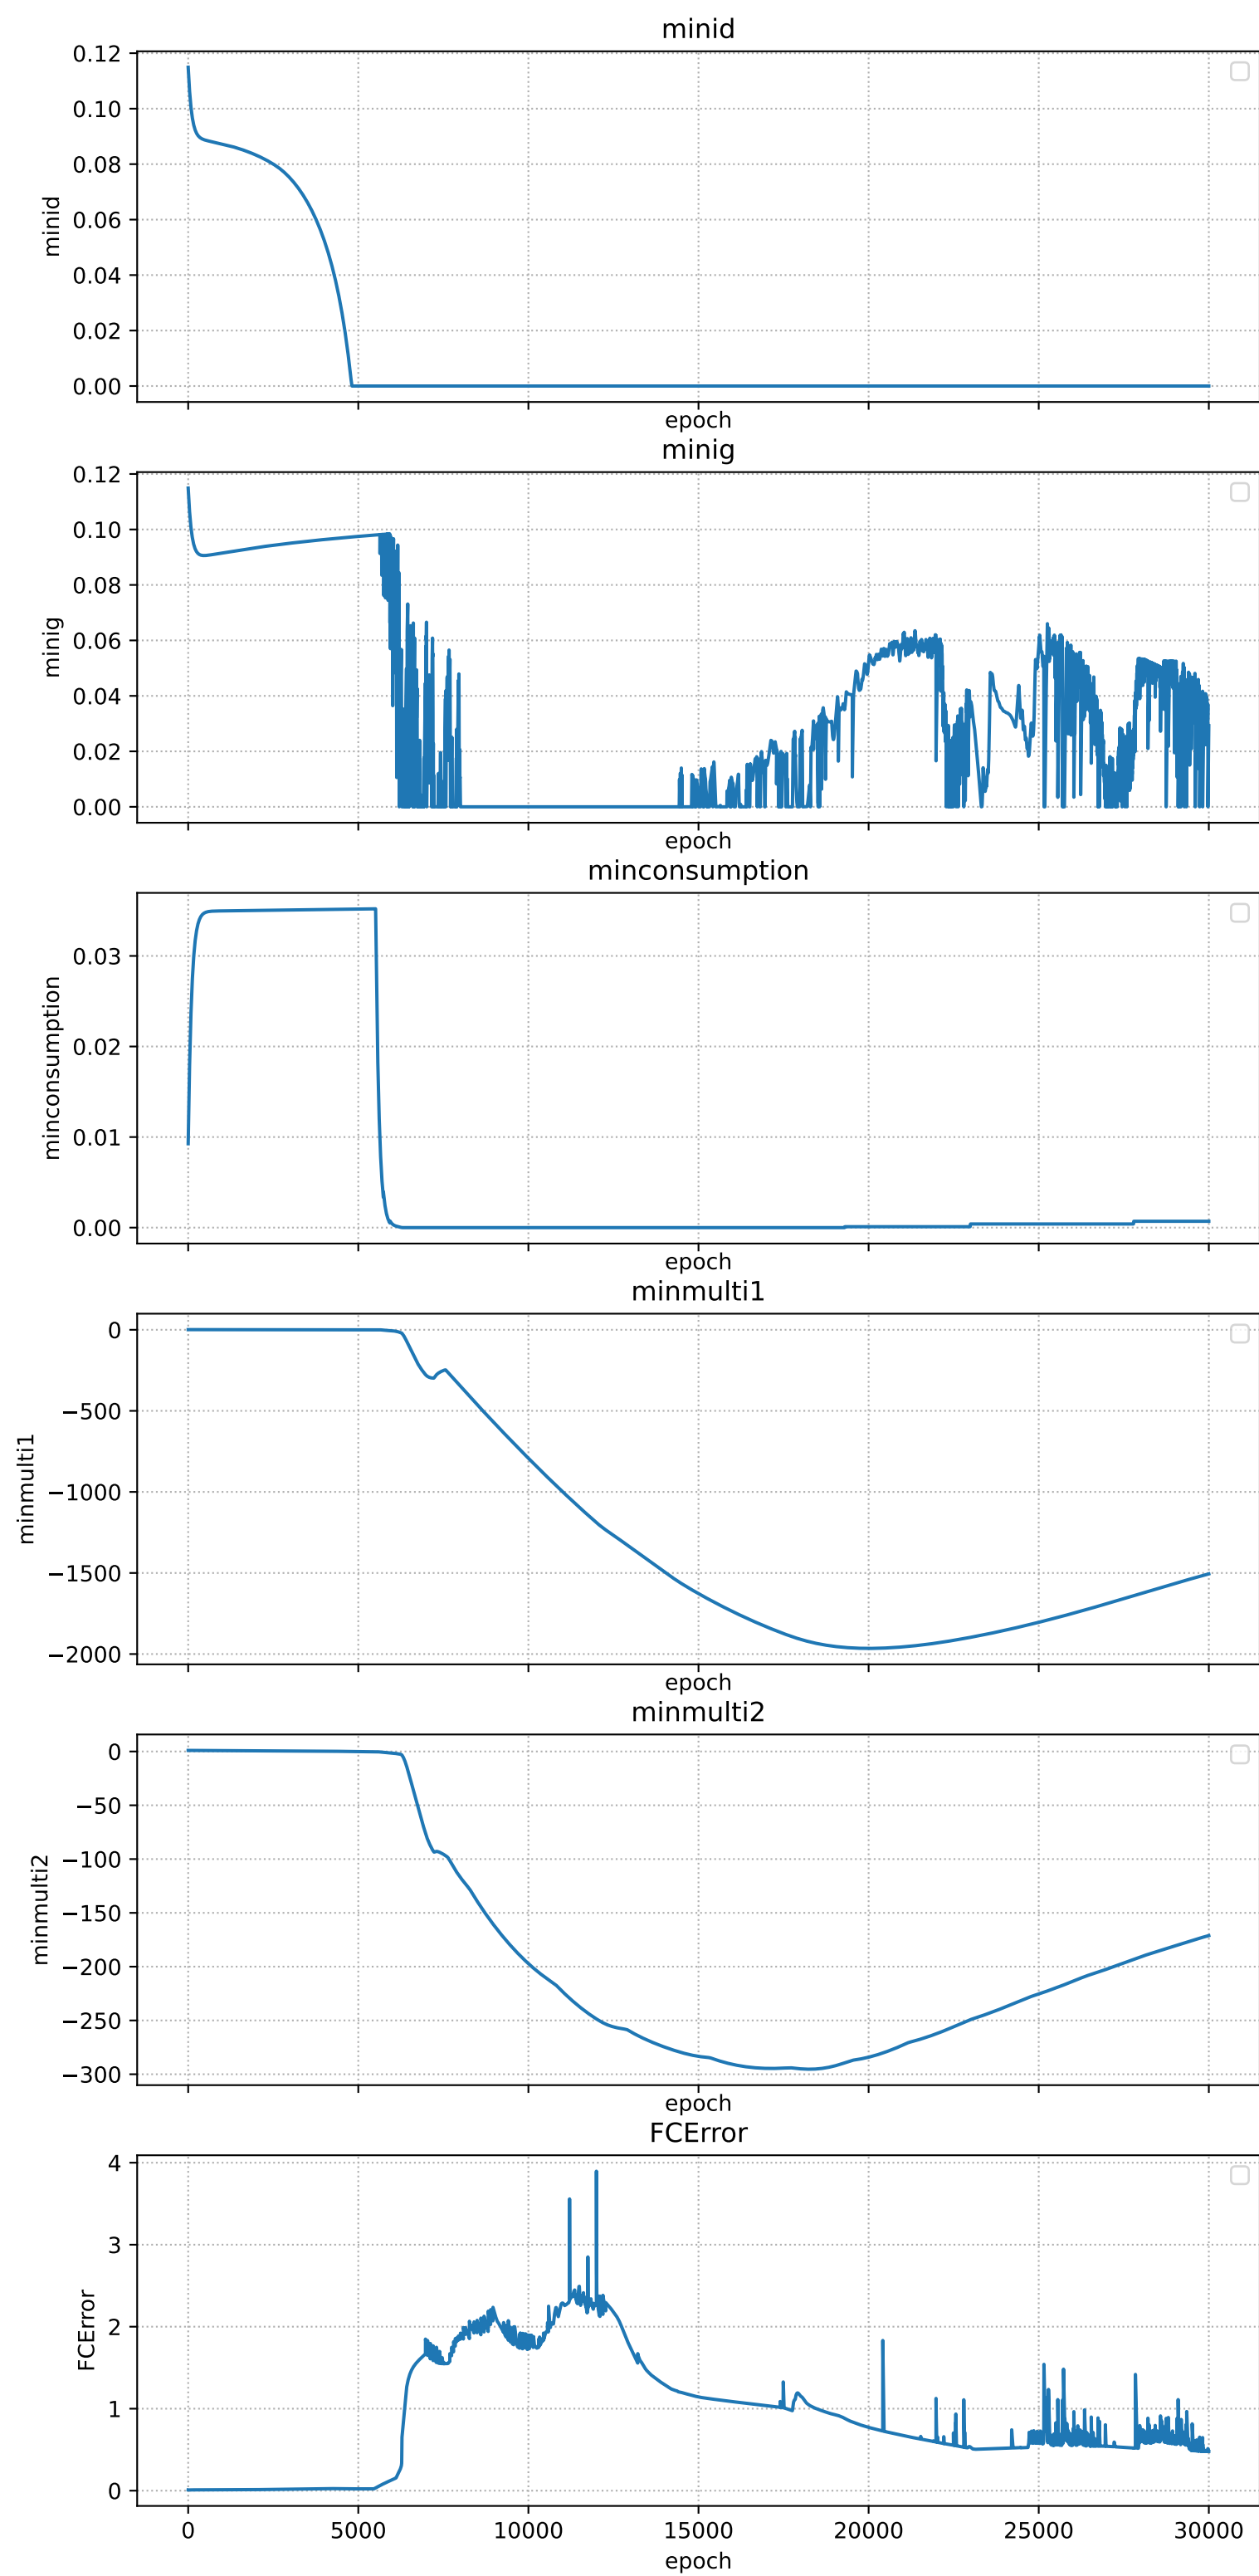 minid
0.12
0.10
0.08
0.06
0.04
0.02
0.00
minid
epoch
minig
0.12
0.10
0.08
0.06
0.04
0.02
0.00
minig
epoch
minconsumption
0.03
0.02
0.01
0.00
minconsumption
epoch
minmulti1
0
−500
−1000
−1500
−2000
minmulti1
epoch
minmulti2
0
−50
−100
−150
−200
−250
−300
minmulti2
epoch
FCError
4
3
2
1
0
FCError
0 5000 10000 15000 20000 25000 30000
epoch